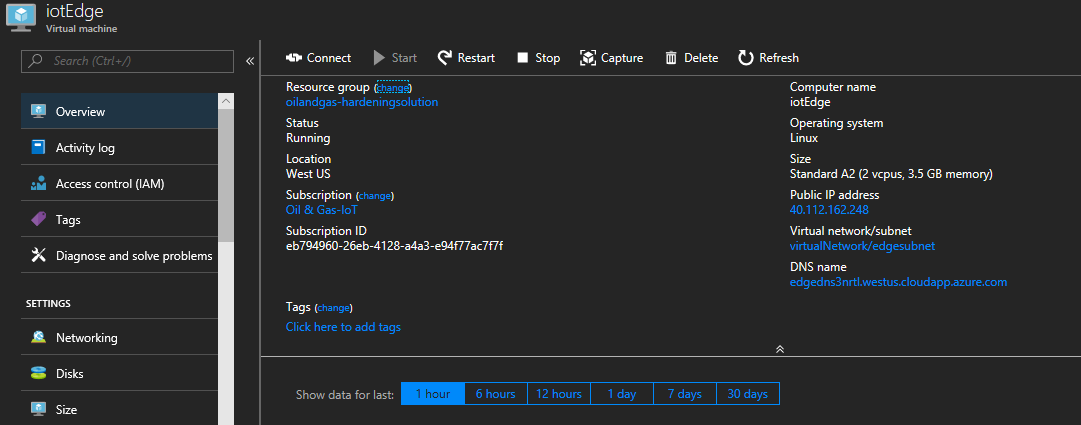 iotEdge
Virtual machine
Search (Ctrl+/)
«
Overview
Activity log
Access control (IAM)
Tags
Diagnose and solve problems
SETTINGS
Networking
Disks
Size
Connect Start Restart Stop Capture Delete Refresh
Resource group (change)
oilandgas-hardeningsolution
Status
Running
Location
West US
Subscription (change)
Oil & Gas-IoT
Subscription ID
eb794960-26eb-4128-a4a3-e94f77ac7f7f
Computer name
iotEdge
Operating system
Linux
Size
Standard A2 (2 vcpus, 3.5 GB memory)
Public IP address
40.112.162.248
Virtual network/subnet
virtualNetwork/edgesubnet
DNS name
edgedns3nrtl.westus.cloudapp.azure.com
Tags (change)
Click here to add tags
Show data for last: 1 hour 6 hours 12 hours 1 day 7 days 30 days